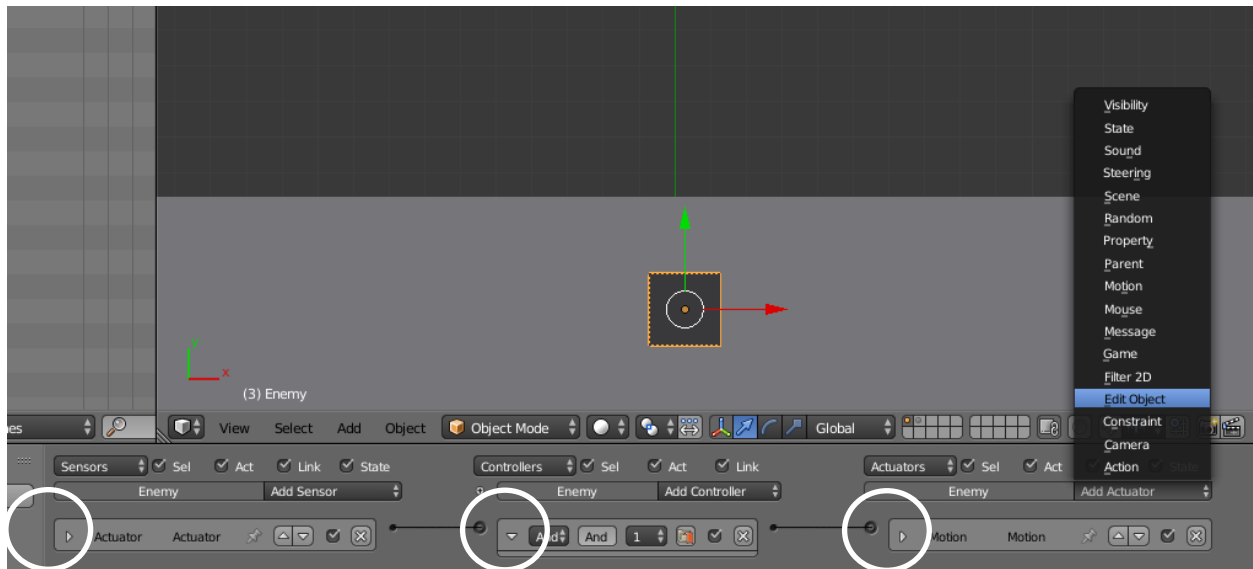 Visibility
State
Sound
Steering
Scene
Random
Property
Parent
Motion
Mouse
Message
Game
Filter 2D
Edit Object
Constraint
Camera
Action
y
x
(3) Enemy
View Select Add Object Object Mode Global
Sensors Sel Act Link State Controllers Sel Act Link Actuators Sel Act State
Enemy Add Sensor Enemy Add Controller Enemy Add Actuator
Actuator Actuator And And 1 Motion Motion